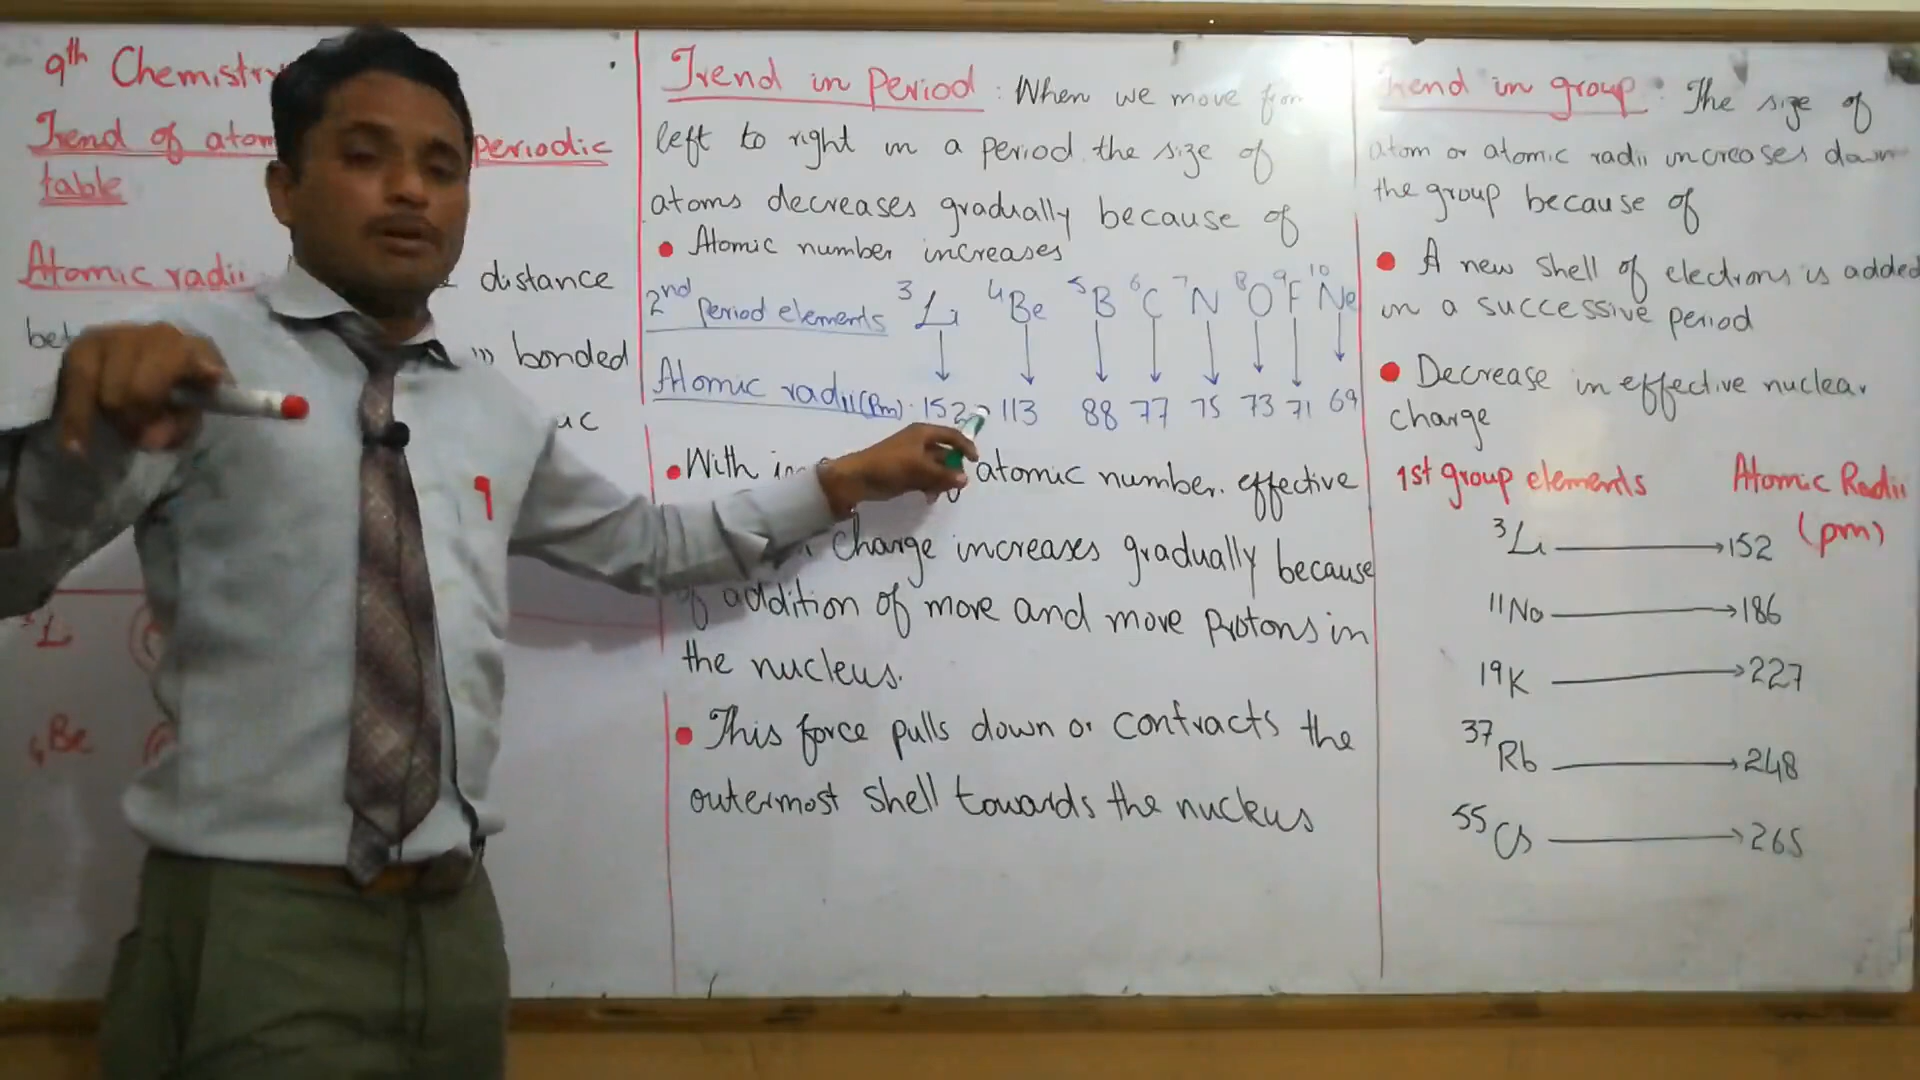 9th Chemistry
Trend of atom periodic
table
Atomic radii distance
bonded
3Li
4Be
Trend in Period : When we move from
left to right in a period the size of
atoms decreases gradually because of
• Atomic number increases
2nd Period elements 3Li 4Be 5B 6C 7N 8O 9F 10Ne
Atomic radii(Pm). 152 113 88 77 75 73 71 69
• With atomic number. effective
charge increases gradually because
of addition of more and more protons in
the nucleus.
• This force pulls down or contracts the
outermost shell towards the nucleus
Trend in group : The size of
atom or atomic radii increases down
the group because of
• A new shell of electrons is added
in a successive period
• Decrease in effective nuclear
charge
1st group elements Atomic Radii
(pm)
3Li 152
11Na 186
19K 227
37Rb 248
55Cs 265